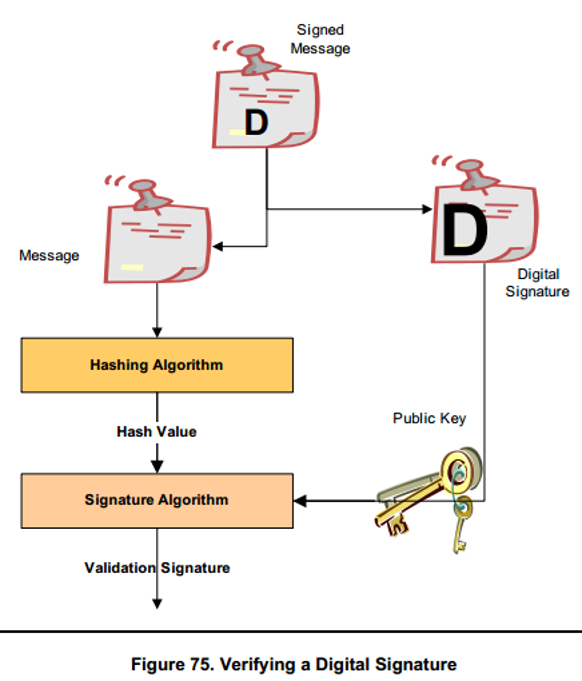 Signed
Message
D
D
Message
Digital
Signature
Hashing Algorithm
Public Key
Hash Value
Signature Algorithm
Validation Signature
Figure 75. Verifying a Digital Signature